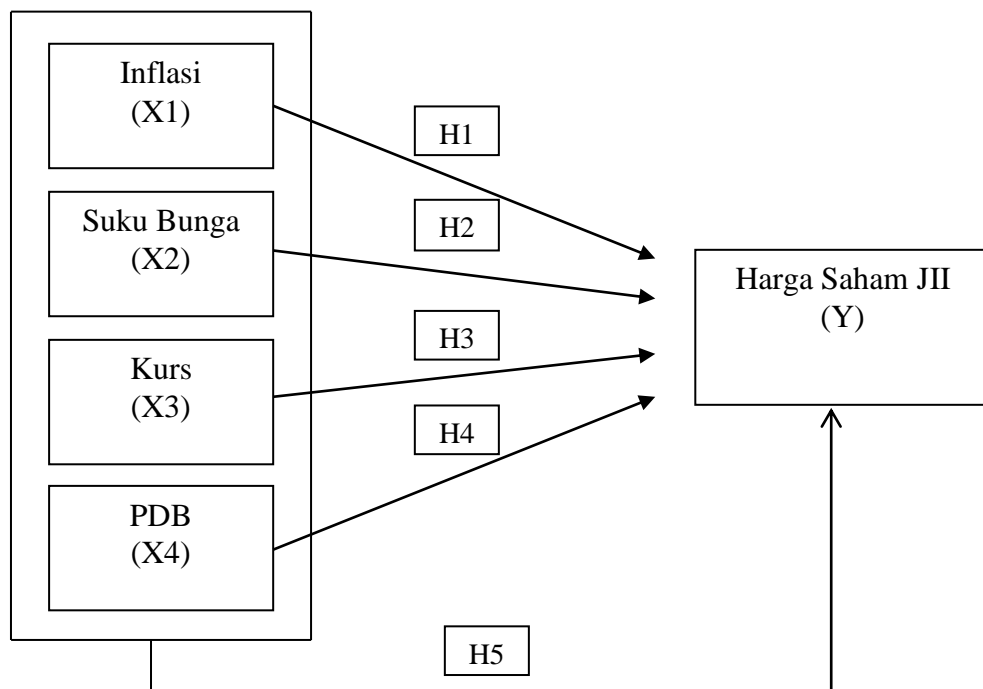 Inflasi
(X1)
H1
Suku Bunga
(X2)
H2
Harga Saham JII
(Y)
Kurs
(X3)
H3
H4
PDB
(X4)
H5